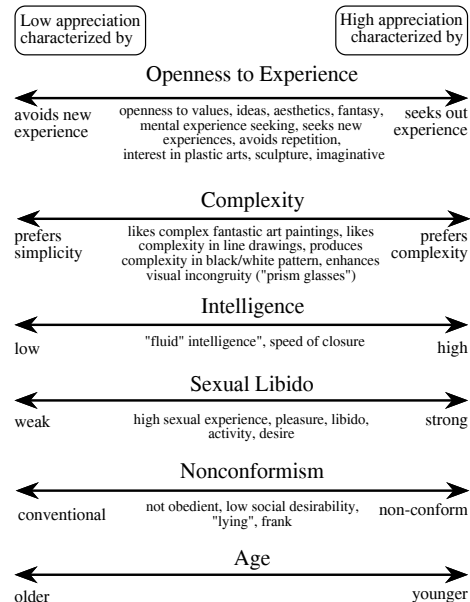 Low appreciation
characterized by
High appreciation
characterized by
Openness to Experience
avoids new
experience
openness to values, ideas, aesthetics, fantasy,
mental experience seeking, seeks new
experiences, avoids repetition,
interest in plastic arts, sculpture, imaginative
seeks out
experience
Complexity
prefers
simplicity
likes complex fantastic art paintings, likes
complexity in line drawings, produces
complexity in black/white pattern, enhances
visual incongruity ("prism glasses")
prefers
complexity
Intelligence
low
"fluid" intelligence", speed of closure
high
Sexual Libido
weak
high sexual experience, pleasure, libido,
activity, desire
strong
Nonconformism
conventional
not obedient, low social desirability,
"lying", frank
non-conform
Age
older
younger